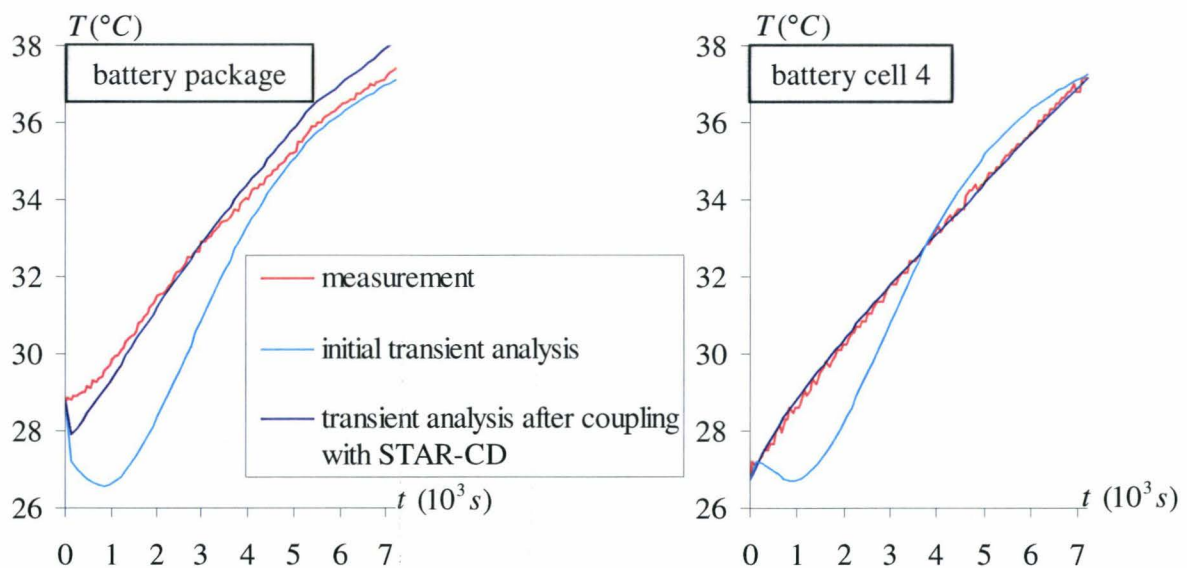 T(°C)
38
battery package
36
34
32
30
28
26
0 1 2 3 4 5 6 7
t (10³ s)
measurement
initial transient analysis
transient analysis after coupling
with STAR-CD
T(°C)
38
battery cell 4
36
34
32
30
28
26
0 1 2 3 4 5 6 7
t (10³ s)